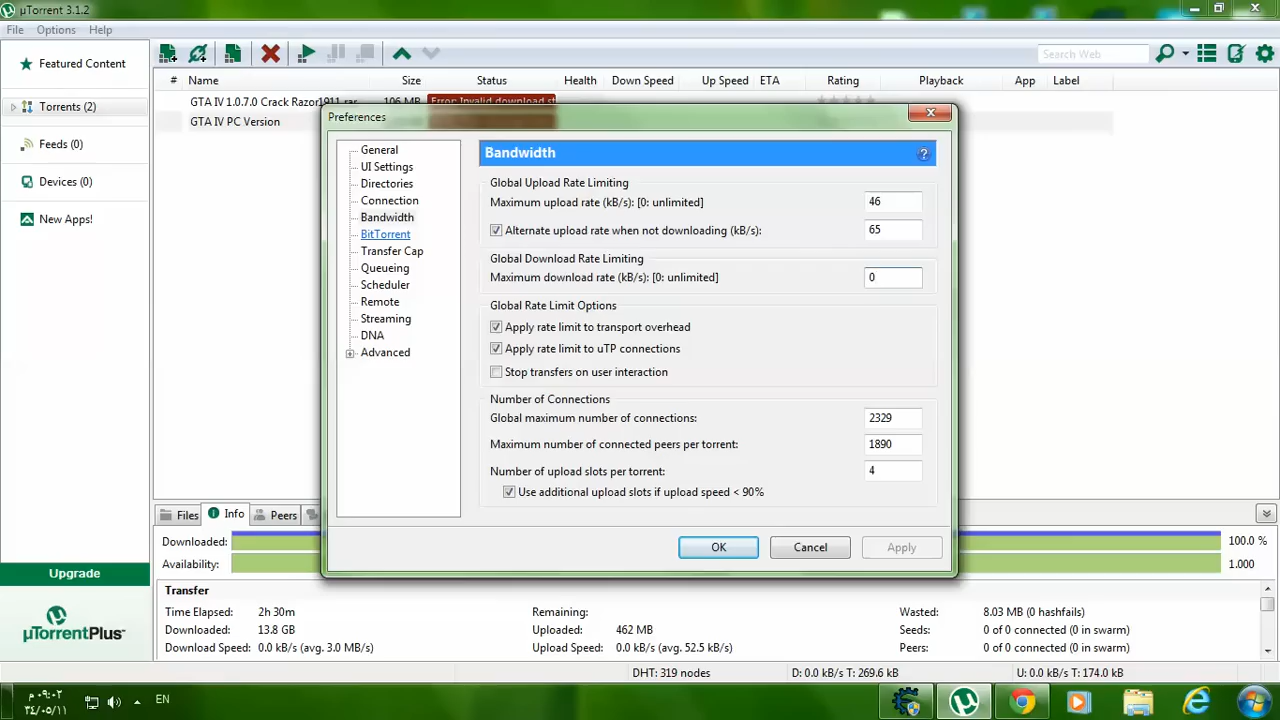 µTorrent 3.1.2
File Options Help
Featured Content
Search Web
# Name Size Status Health Down Speed Up Speed ETA Rating Playback App Label
Torrents (2)
GTA IV 1.0.7.0 Crack Razor1911.rar 106 MB Error: Invalid download st
GTA IV PC Version
Feeds (0)
Devices (0)
New Apps!
Preferences
General
UI Settings
Directories
Connection
Bandwidth
BitTorrent
Transfer Cap
Queueing
Scheduler
Remote
Streaming
DNA
Advanced
Bandwidth
Global Upload Rate Limiting
Maximum upload rate (kB/s): [0: unlimited] 46
Alternate upload rate when not downloading (kB/s): 65
Global Download Rate Limiting
Maximum download rate (kB/s): [0: unlimited] 0
Global Rate Limit Options
Apply rate limit to transport overhead
Apply rate limit to uTP connections
Stop transfers on user interaction
Number of Connections
Global maximum number of connections: 2329
Maximum number of connected peers per torrent: 1890
Number of upload slots per torrent: 4
Use additional upload slots if upload speed < 90%
OK Cancel Apply
Files Info Peers
Downloaded: 100.0 %
Availability: 1.000
Upgrade
µTorrentPlus™
Transfer
Time Elapsed: 2h 30m Remaining: Wasted: 8.03 MB (0 hashfails)
Downloaded: 13.8 GB Uploaded: 462 MB Seeds: 0 of 0 connected (0 in swarm)
Download Speed: 0.0 kB/s (avg. 3.0 MB/s) Upload Speed: 0.0 kB/s (avg. 52.5 kB/s) Peers: 0 of 0 connected (0 in swarm)
DHT: 319 nodes D: 0.0 kB/s T: 269.6 kB U: 0.0 kB/s T: 174.0 kB
م ٠٩:٠٢
٣٤/٠٥/١١
EN